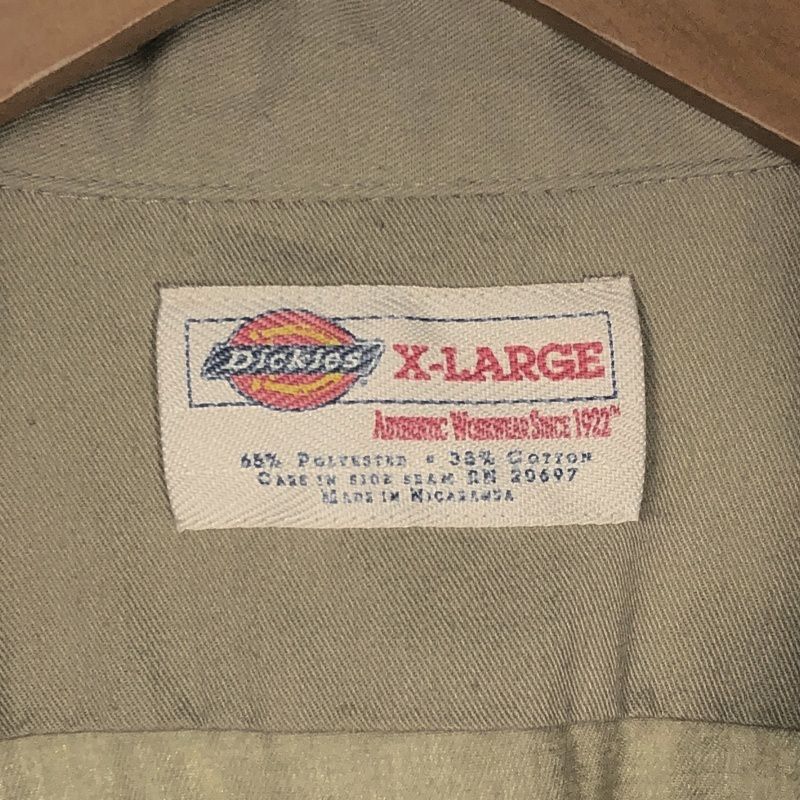 Dickies X-LARGE
AUTHENTIC WORKWEAR SINCE 1922™
65% POLYESTER • 35% COTTON
CARE IN SIDE SEAM RN 20697
MADE IN NICARAGUA